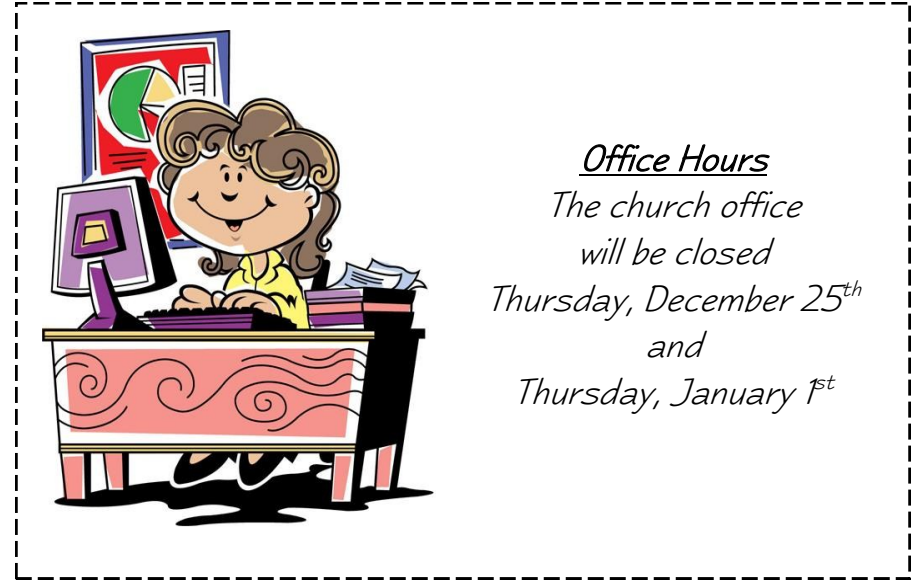 Office Hours
The church office
will be closed
Thursday, December 25th
and
Thursday, January 1st